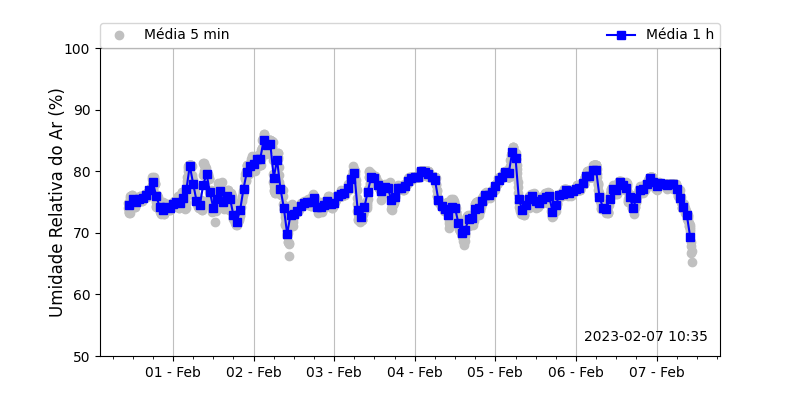 Média 5 min Média 1 h
100
90
80
70
60
50
Umidade Relativa do Ar (%)
2023-02-07 10:35
01 - Feb 02 - Feb 03 - Feb 04 - Feb 05 - Feb 06 - Feb 07 - Feb